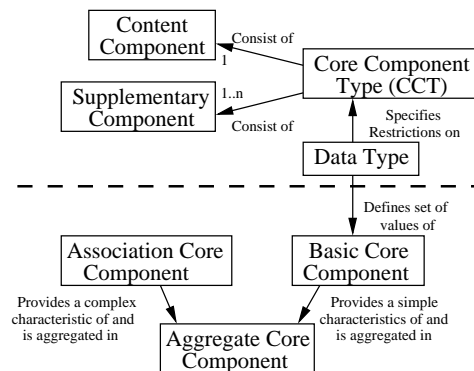 Content
Component
Consist of
1
Core Component
Type (CCT)
Supplementary
Component
1..n
Consist of
Specifies
Restrictions on
Data Type
Defines set of
values of
Association Core
Component
Basic Core
Component
Provides a complex
characteristic of and
is aggregated in
Provides a simple
characteristics of and
is aggregated in
Aggregate Core
Component